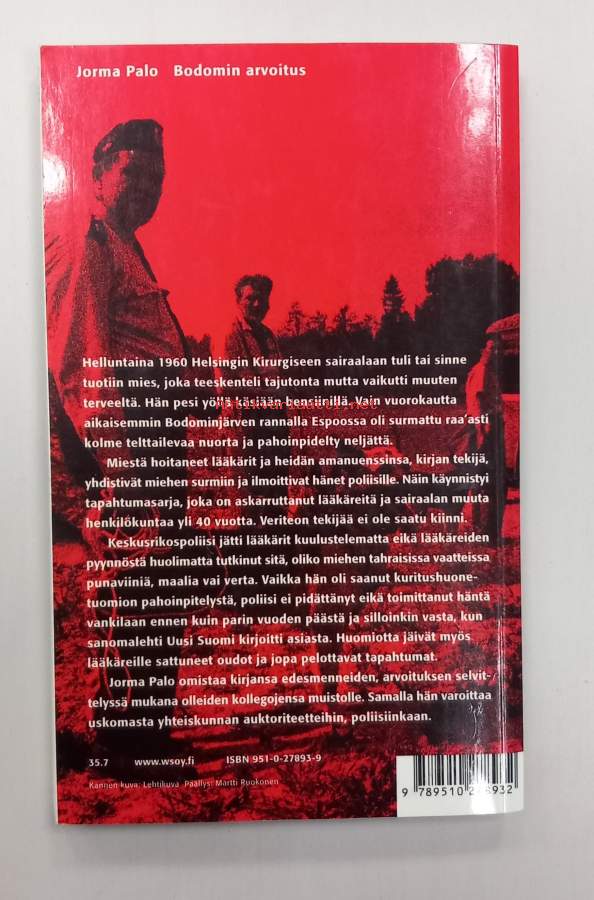 Jorma Palo Bodomin arvoitus
Helluntaina 1960 Helsingin Kirurgiseen sairaalaan tuli tai sinne
tuotiin mies, joka teeskenteli tajutonta mutta vaikutti muuten
terveeltä. Hän pesi yöllä käsiään bensiinillä. Vain vuorokautta
antikvariaatti.net
aikaisemmin Bodominjärven rannalla Espoossa oli surmattu raa'asti
kolme telttailevaa nuorta ja pahoinpidelty neljättä.
Miestä hoitaneet lääkärit ja heidän amanuenssinsa, kirjan tekijä,
yhdistivät miehen surmiin ja ilmoittivat hänet poliisille. Näin käynnistyi
tapahtumasarja, joka on askarruttanut lääkäreitä ja sairaalan muuta
henkilökuntaa yli 40 vuotta. Veriteon tekijää ei ole saatu kiinni.
Keskusrikospoliisi jätti lääkärit kuulustelematta eikä lääkäreiden
pyynnöstä huolimatta tutkinut sitä, oliko miehen tahraisissa vaatteissa
punaviiniä, maalia vai verta. Vaikka hän oli saanut kuritushuone-
tuomion pahoinpitelystä, poliisi ei pidättänyt eikä toimittanut häntä
vankilaan ennen kuin parin vuoden päästä ja silloinkin vasta, kun
sanomalehti Uusi Suomi kirjoitti asiasta. Huomiotta jäivät myös
lääkäreille sattuneet oudot ja jopa pelottavat tapahtumat.
Jorma Palo omistaa kirjansa edesmenneiden, arvoituksen selvit-
telyssä mukana olleiden kollegojensa muistolle. Samalla hän varoittaa
uskomasta yhteiskunnan auktoriteetteihin, poliisiinkaan.
35.7 www.wsoy.fi ISBN 951-0-27893-9
Kannen kuva: Lehtikuva Päällys: Martti Ruokonen
9 789510 278932